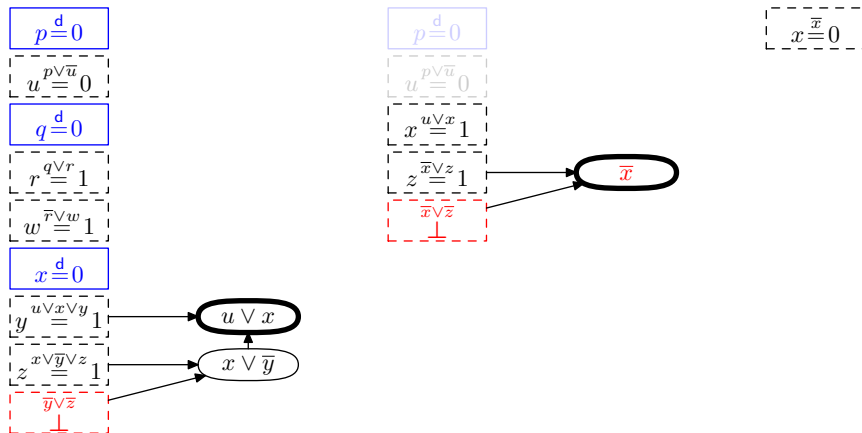 p =ᵈ 0
u =^{p∨u̅} 0
q =ᵈ 0
r =^{q∨r} 1
w =^{r̅∨w} 1
x =ᵈ 0
y =^{u∨x∨y} 1
u ∨ x
z =^{x∨y̅∨z} 1
x ∨ y̅
y̅∨z̅
⊥
p =ᵈ 0
u =^{p∨u̅} 0
x =^{u∨x} 1
z =^{x̅∨z} 1
x̅
x̅∨z̅
⊥
x =^{x̅} 0